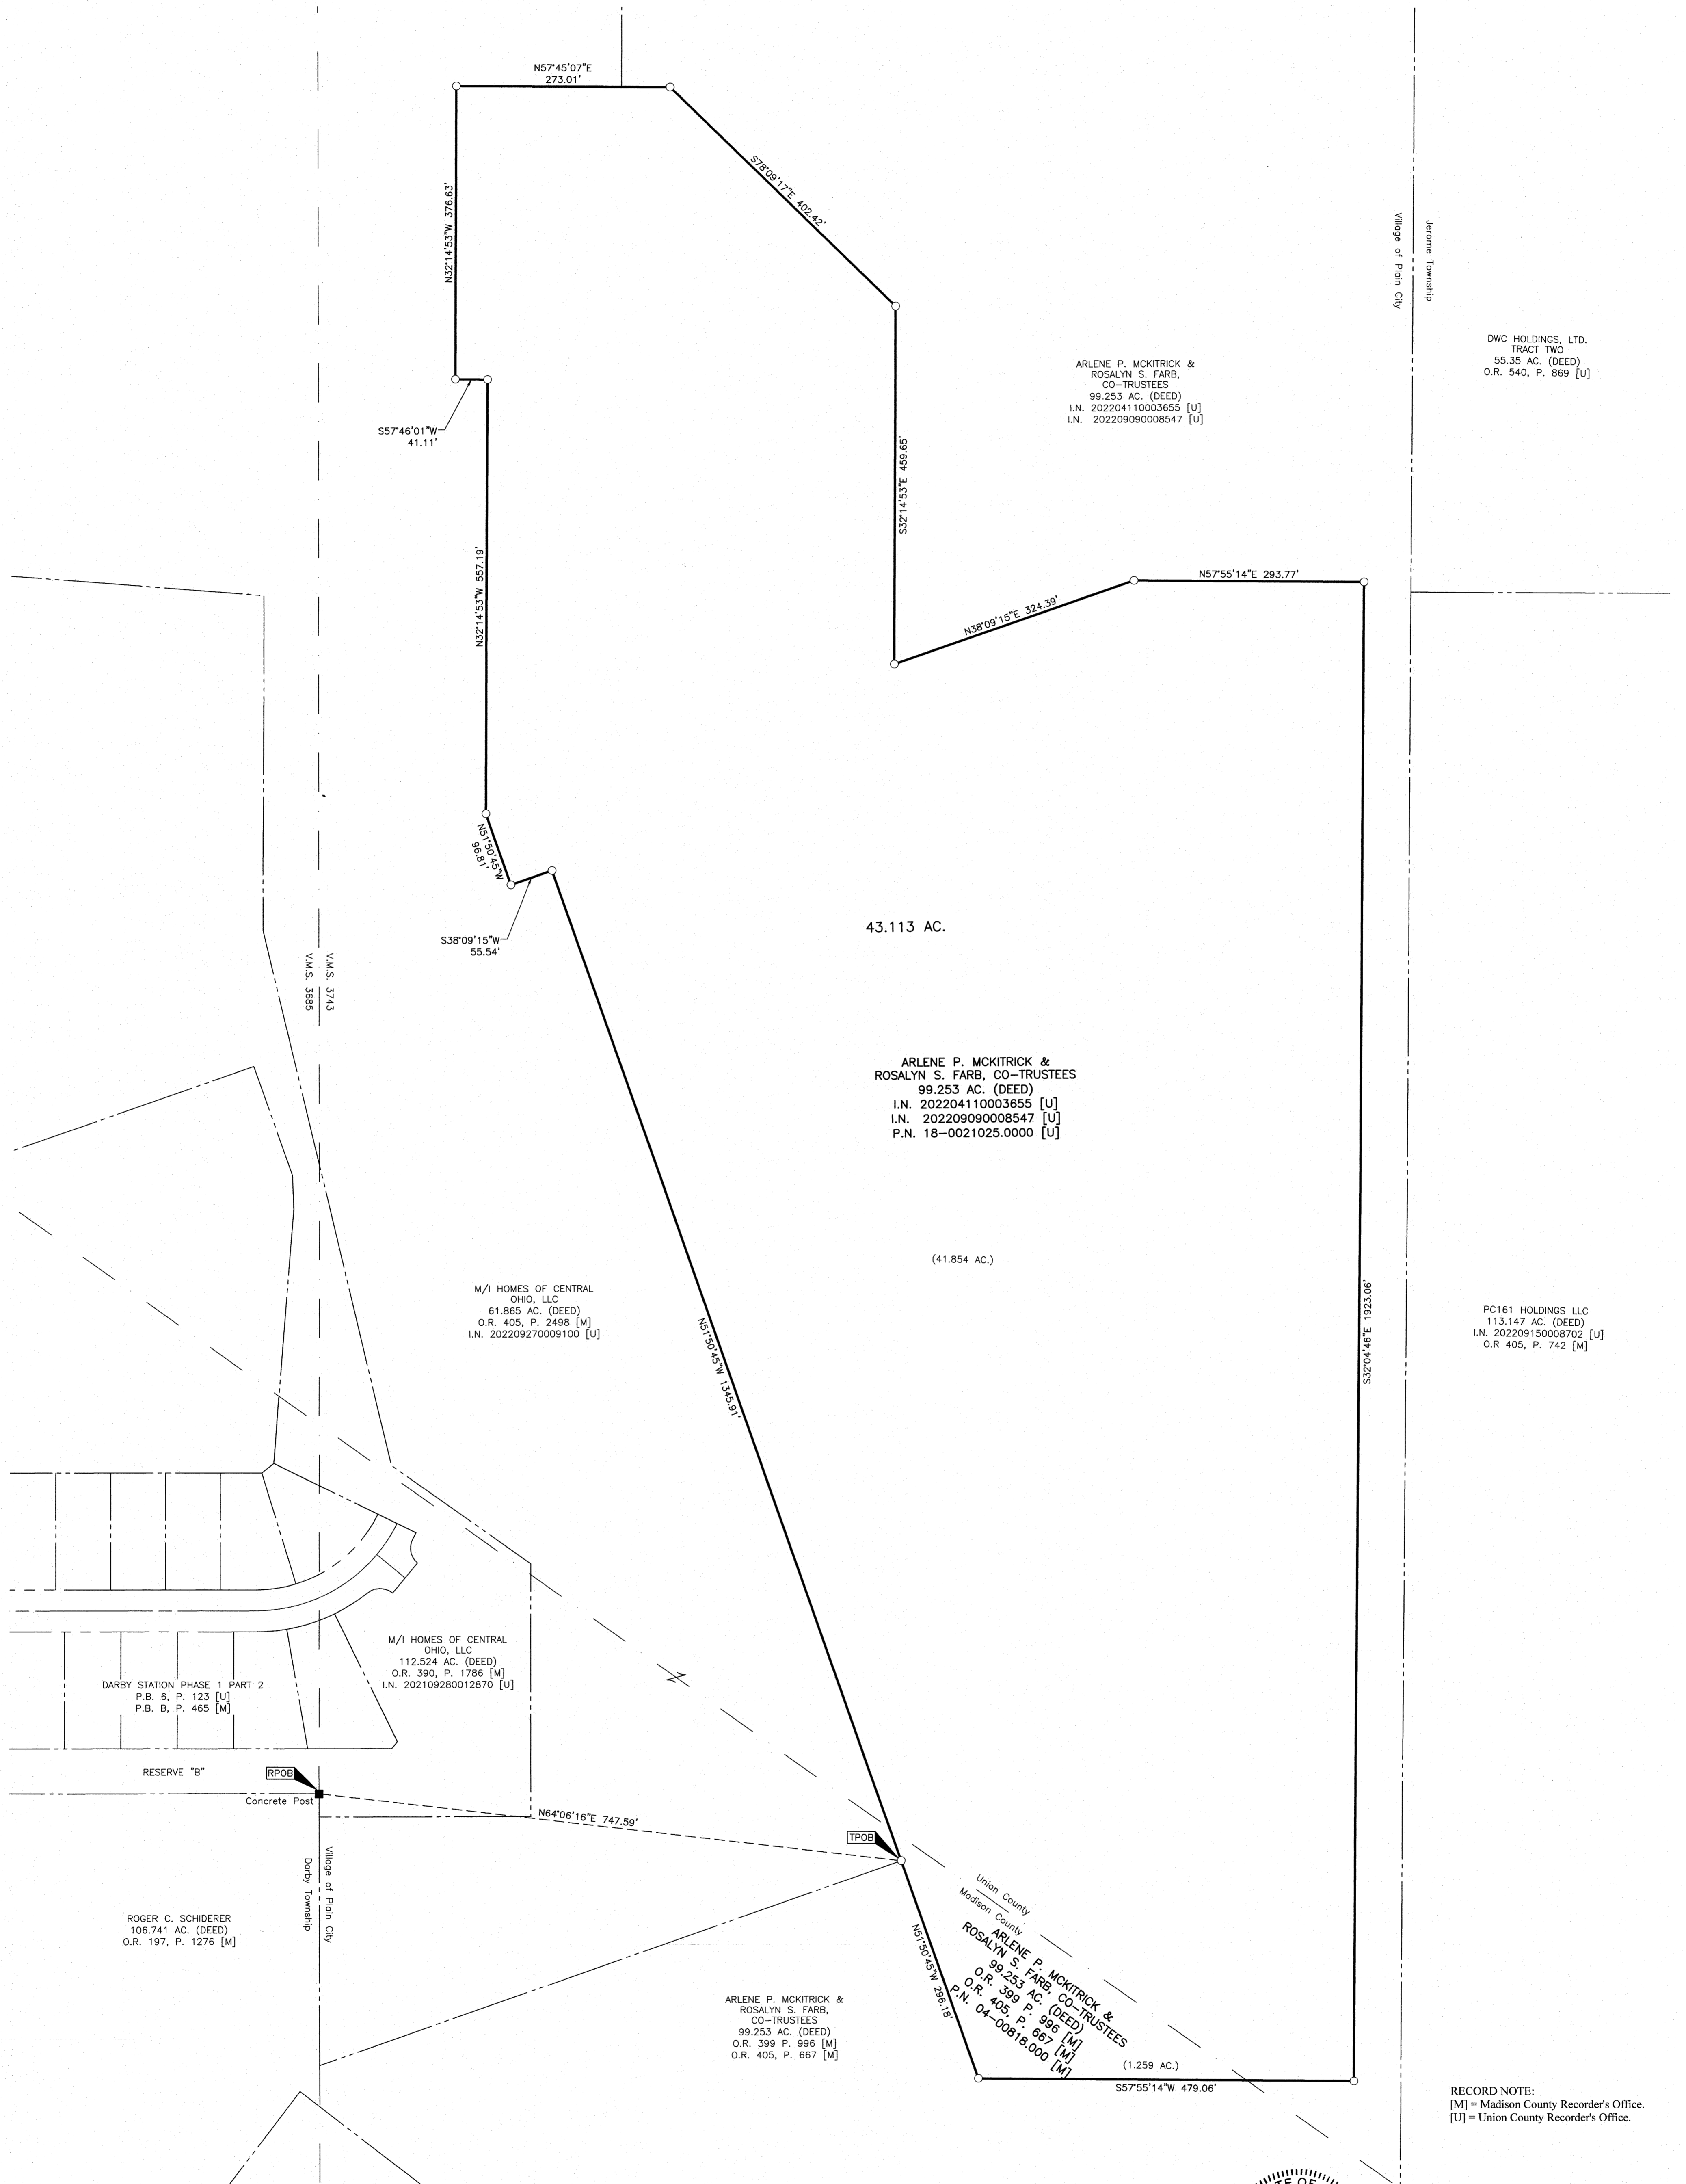 N57°45'07"E
273.01'
S78°09'17"E 402.42'
N32°14'53"W 376.63'
Village of Plain City
Jerome Township
DWC HOLDINGS, LTD.
TRACT TWO
55.35 AC. (DEED)
O.R. 540, P. 869 [U]
ARLENE P. MCKITRICK &
ROSALYN S. FARB,
CO-TRUSTEES
99.253 AC. (DEED)
I.N. 202204110003655 [U]
I.N. 202209090008547 [U]
S57°46'01"W
41.11'
S32°14'53"E 459.65'
N32°14'53"W 557.19'
N57°55'14"E 293.77'
N38°09'15"E 324.39'
N51°50'45"W
96.81'
S38°09'15"W
55.54'
43.113 AC.
V.M.S. 3685
V.M.S. 3743
ARLENE P. MCKITRICK &
ROSALYN S. FARB, CO-TRUSTEES
99.253 AC. (DEED)
I.N. 202204110003655 [U]
I.N. 202209090008547 [U]
P.N. 18-0021025.0000 [U]
(41.854 AC.)
M/I HOMES OF CENTRAL
OHIO, LLC
61.865 AC. (DEED)
O.R. 405, P. 2498 [M]
I.N. 202209270009100 [U]
N51°50'45"W 1345.91'
S32°04'46"E 1923.06'
PC161 HOLDINGS LLC
113.147 AC. (DEED)
I.N. 202209150008702 [U]
O.R 405, P. 742 [M]
M/I HOMES OF CENTRAL
OHIO, LLC
112.524 AC. (DEED)
O.R. 390, P. 1786 [M]
I.N. 202109280012870 [U]
DARBY STATION PHASE 1 PART 2
P.B. 6, P. 123 [U]
P.B. B, P. 465 [M]
RESERVE "B"
RPOB
Concrete Post
N64°06'16"E 747.59'
TPOB
Village of Plain City
Darby Township
Union County
Madison County
ROGER C. SCHIDERER
106.741 AC. (DEED)
O.R. 197, P. 1276 [M]
N51°50'45"W 296.18'
ARLENE P. MCKITRICK &
ROSALYN S. FARB, CO-TRUSTEES
99.253 AC. (DEED)
O.R. 399 P. 996 [M]
O.R. 405, P. 667 [M]
P.N. 04-00818.000 [M]
ARLENE P. MCKITRICK &
ROSALYN S. FARB,
CO-TRUSTEES
99.253 AC. (DEED)
O.R. 399 P. 996 [M]
O.R. 405, P. 667 [M]
(1.259 AC.)
S57°55'14"W 479.06'
RECORD NOTE:
[M] = Madison County Recorder's Office.
[U] = Union County Recorder's Office.